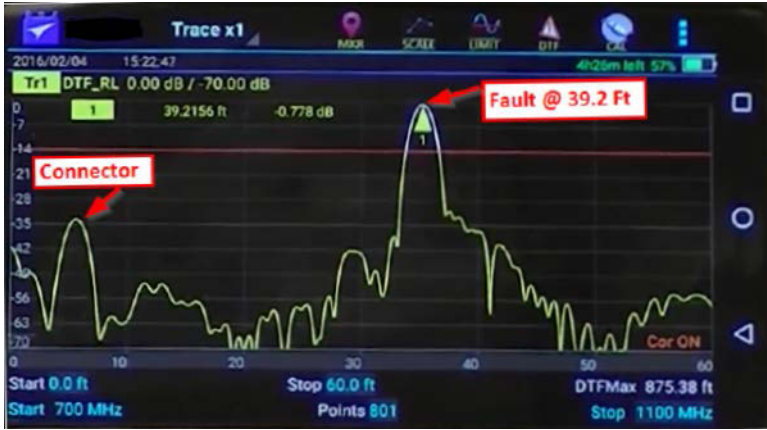 Trace x1
MKR SCALE LIMIT DTF CAL
2016/02/04 15:22:47 4h26m left 57%
Tr1 DTF_RL 0.00 dB / -70.00 dB
1 39.2156 ft -0.778 dB
Fault @ 39.2 Ft
Connector
0
-7
-14
-21
-28
-35
-42
-49
-56
-63
-70
1
Cor ON
0 10 20 30 40 50 60
Start 0.0 ft Stop 60.0 ft DTFMax 875.38 ft
Start 700 MHz Points 801 Stop 1100 MHz